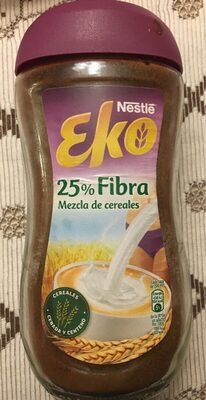 Nestlé
Eko
25% Fibra
Mezcla de cereales
CEREALES
CEBADA Y CENTENO